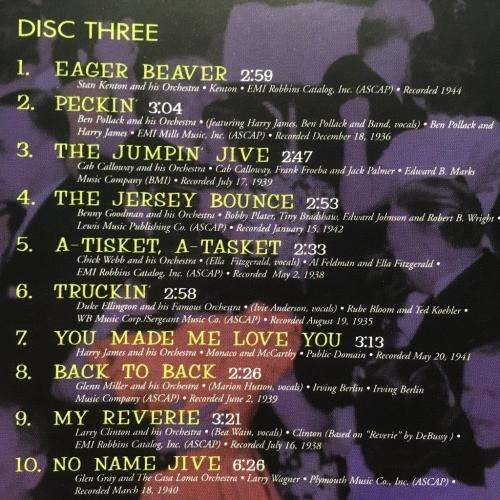 DISC THREE
1. EAGER BEAVER 2:59
Stan Kenton and his Orchestra • Kenton • EMI Robbins Catalog, Inc. (ASCAP) • Recorded 1944
2. PECKIN' 3:04
Ben Pollack and his Orchestra • (featuring Harry James, Ben Pollack and Band, vocals) • Ben Pollack and
Harry James • EMI Mills Music, Inc. (ASCAP) • Recorded December 18, 1936
3. THE JUMPIN' JIVE 2:47
Cab Calloway and his Orchestra • Cab Calloway, Frank Froeba and Jack Palmer • Edward B. Marks
Music Company (BMI) • Recorded July 17, 1939
4. THE JERSEY BOUNCE 2:53
Benny Goodman and his Orchestra • Bobby Plater, Tiny Bradshaw, Edward Johnson and Robert B. Wright •
Lewis Music Publishing Co. (ASCAP) • Recorded January 15, 1942
5. A-TISKET, A-TASKET 2:33
Chick Webb and his Orchestra • (Ella Fitzgerald, vocals) • Al Feldman and Ella Fitzgerald •
EMI Robbins Catalog, Inc. (ASCAP) • Recorded May 2, 1938
6. TRUCKIN' 2:58
Duke Ellington and his Famous Orchestra • (Ivie Anderson, vocals) • Rube Bloom and Ted Koehler •
WB Music Corp./Sergeant Music Co. (ASCAP) • Recorded August 19, 1935
7. YOU MADE ME LOVE YOU 3:13
Harry James and his Orchestra • Monaco and McCarthy • Public Domain • Recorded May 20, 1941
8. BACK TO BACK 2:26
Glenn Miller and his Orchestra • (Marion Hutton, vocals) • Irving Berlin • Irving Berlin
Music Company (ASCAP) • Recorded June 2, 1939
9. MY REVERIE 3:21
Larry Clinton and his Orchestra • (Bea Wain, vocals) • Clinton (Based on "Reverie" by DeBussy) •
EMI Robbins Catalog, Inc. (ASCAP) • Recorded July 16, 1938
10. NO NAME JIVE 6:26
Glen Gray and The Casa Loma Orchestra • Larry Wagner • Plymouth Music Co., Inc. (ASCAP) •
Recorded March 18, 1940